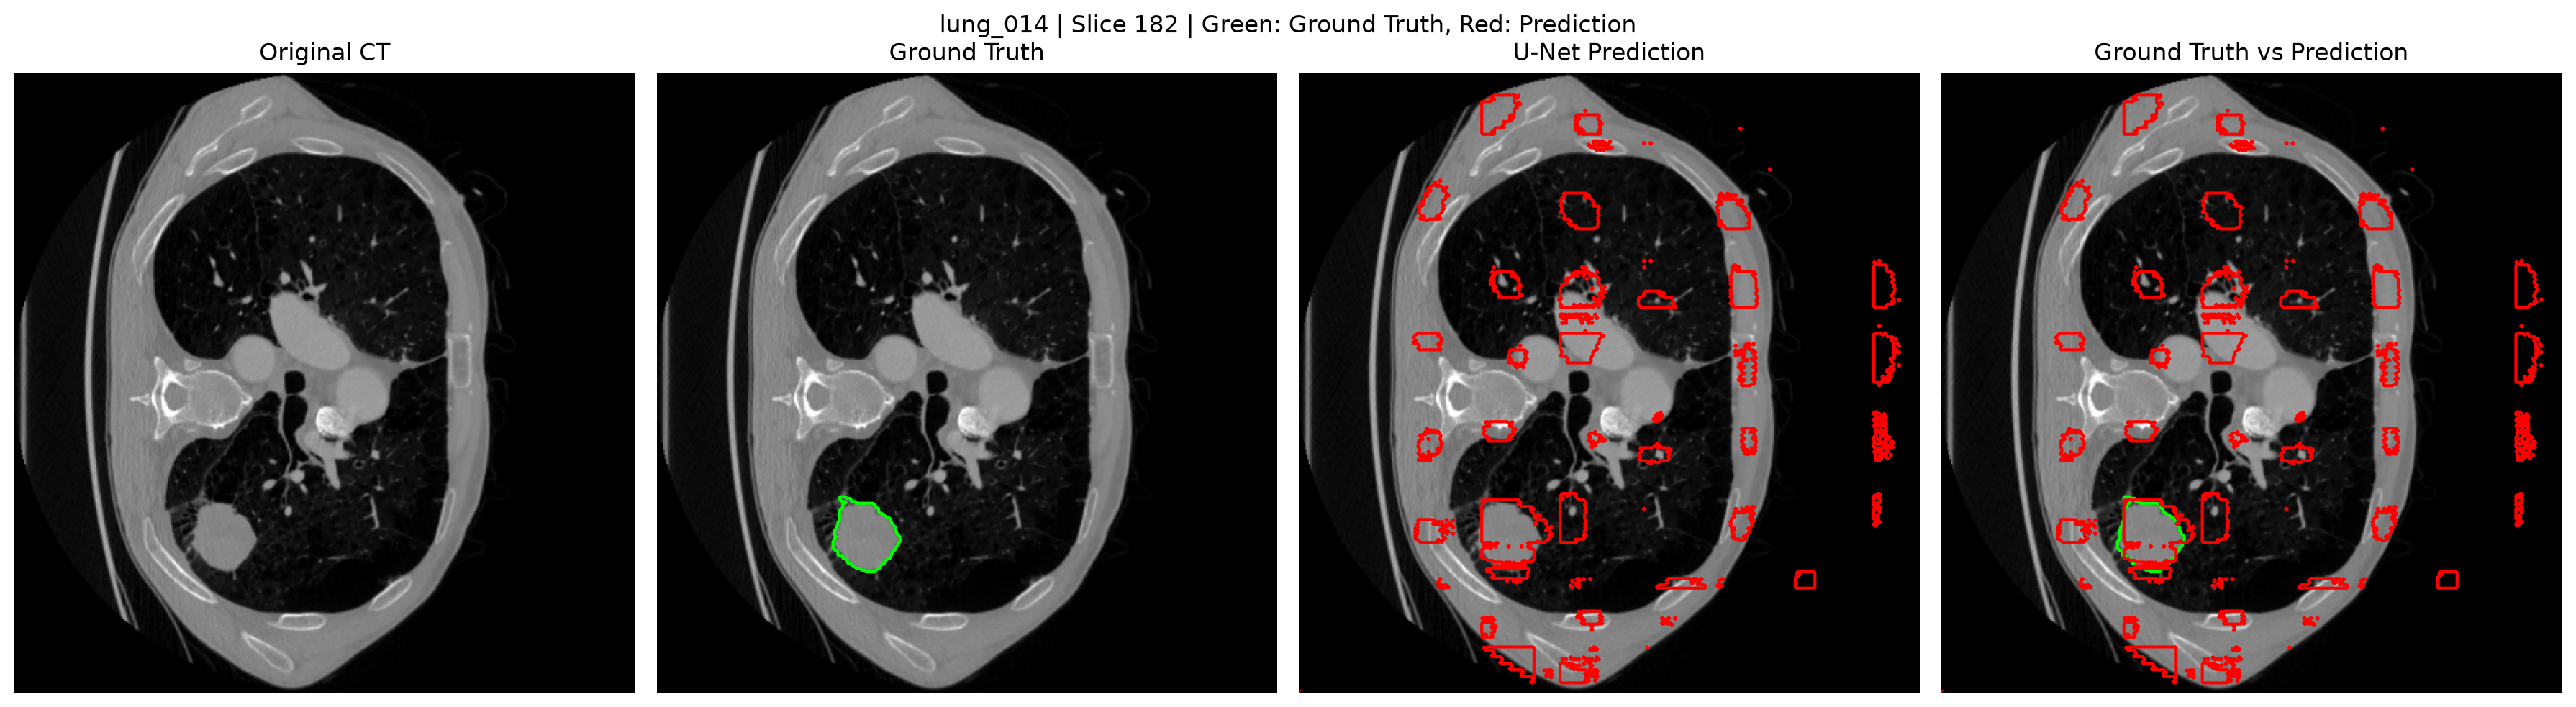 lung_014 | Slice 182 | Green: Ground Truth, Red: Prediction
Original CT
Ground Truth
U-Net Prediction
Ground Truth vs Prediction